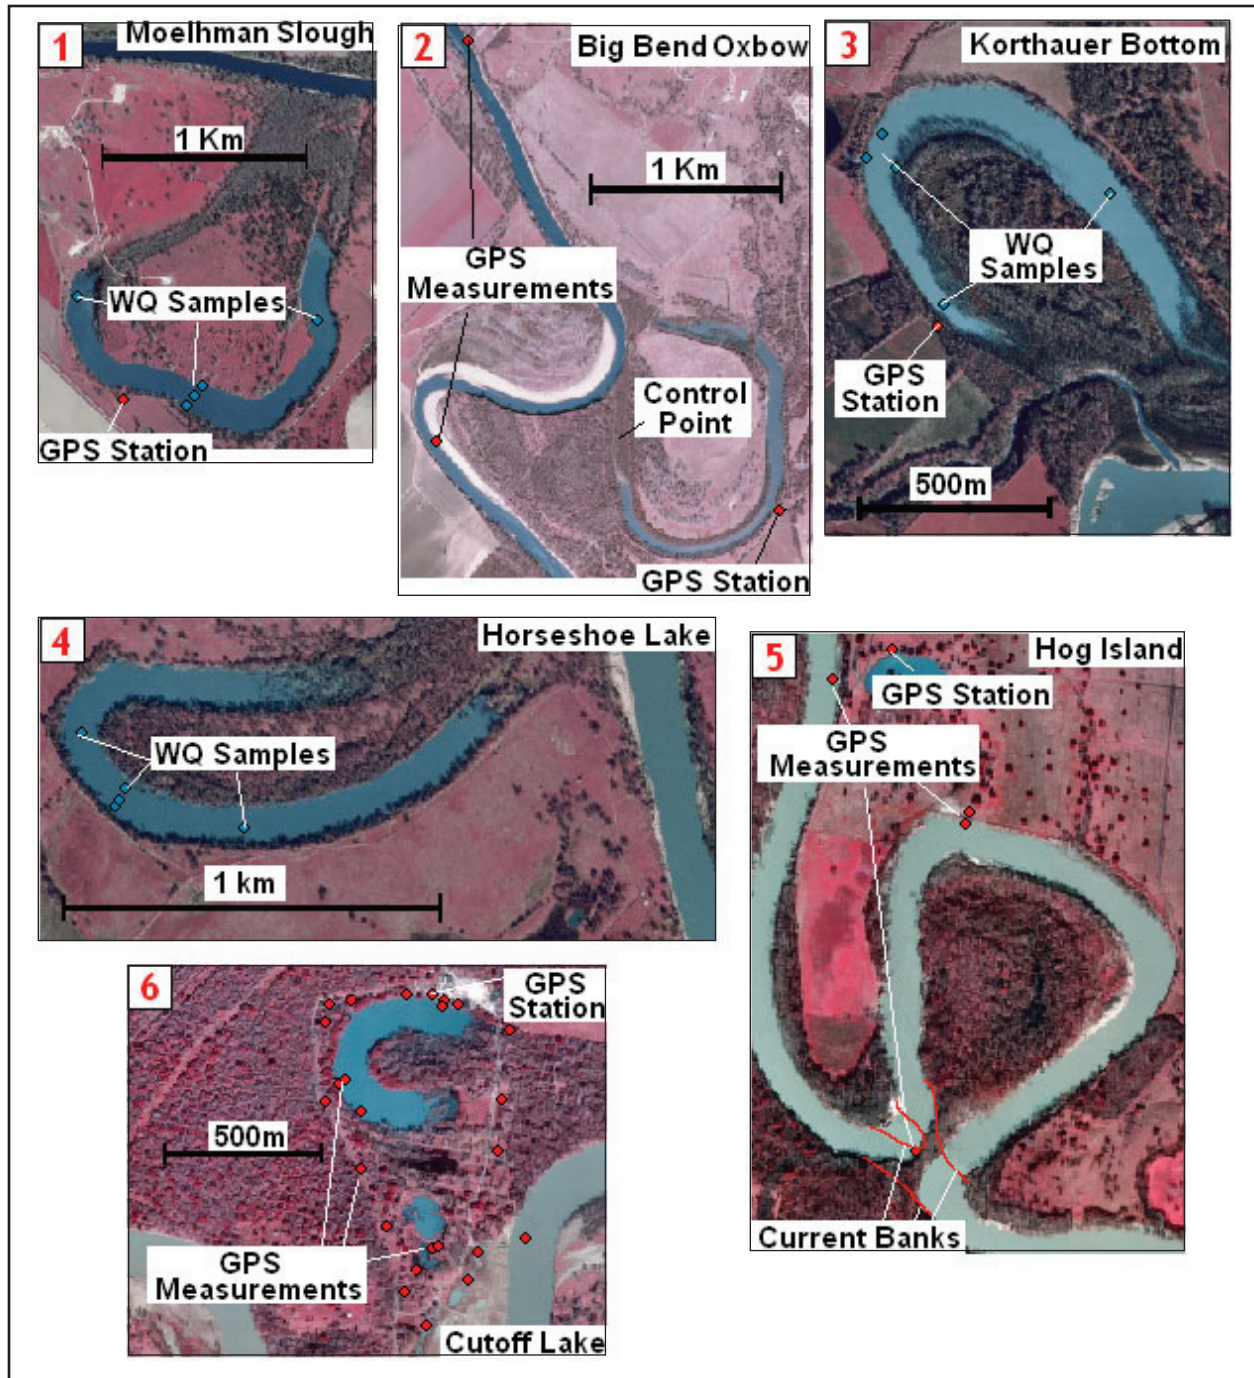 1
Moelhman Slough
1 Km
WQ Samples
GPS Station
2
Big Bend Oxbow
1 Km
GPS
Measurements
Control
Point
GPS Station
3
Korthauer Bottom
WQ
Samples
GPS
Station
500m
4
Horseshoe Lake
WQ Samples
1 km
5
Hog Island
GPS Station
GPS
Measurements
Current Banks
6
GPS
Station
500m
GPS
Measurements
Cutoff Lake